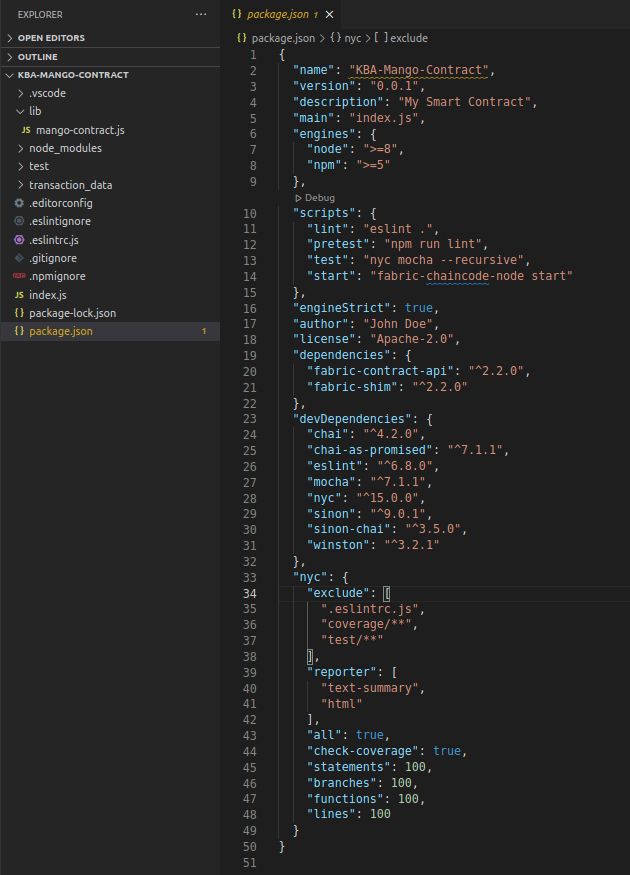 EXPLORER ...
OPEN EDITORS
OUTLINE
KBA-MANGO-CONTRACT
.vscode
lib
JS mango-contract.js
node_modules
test
transaction_data
.editorconfig
.eslintignore
.eslintrc.js
.gitignore
.npmignore
JS index.js
{} package-lock.json
{} package.json 1
{} package.json 1 ×
{} package.json > {} nyc > [ ] exclude
1 {
2 "name": "KBA-Mango-Contract",
3 "version": "0.0.1",
4 "description": "My Smart Contract",
5 "main": "index.js",
6 "engines": {
7 "node": ">=8",
8 "npm": ">=5"
9 },
Debug
10 "scripts": {
11 "lint": "eslint .",
12 "pretest": "npm run lint",
13 "test": "nyc mocha --recursive",
14 "start": "fabric-chaincode-node start"
15 },
16 "engineStrict": true,
17 "author": "John Doe",
18 "license": "Apache-2.0",
19 "dependencies": {
20 "fabric-contract-api": "^2.2.0",
21 "fabric-shim": "^2.2.0"
22 },
23 "devDependencies": {
24 "chai": "^4.2.0",
25 "chai-as-promised": "^7.1.1",
26 "eslint": "^6.8.0",
27 "mocha": "^7.1.1",
28 "nyc": "^15.0.0",
29 "sinon": "^9.0.1",
30 "sinon-chai": "^3.5.0",
31 "winston": "^3.2.1"
32 },
33 "nyc": {
34 "exclude": [
35 ".eslintrc.js",
36 "coverage/**",
37 "test/**"
38 ],
39 "reporter": [
40 "text-summary",
41 "html"
42 ],
43 "all": true,
44 "check-coverage": true,
45 "statements": 100,
46 "branches": 100,
47 "functions": 100,
48 "lines": 100
49 }
50 }
51